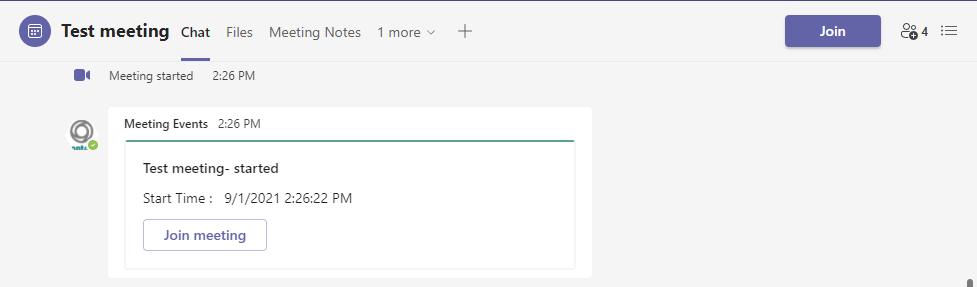 Test meeting Chat Files Meeting Notes 1 more Join 4
Meeting started 2:26 PM
Meeting Events 2:26 PM
Test meeting- started
Start Time : 9/1/2021 2:26:22 PM
Join meeting